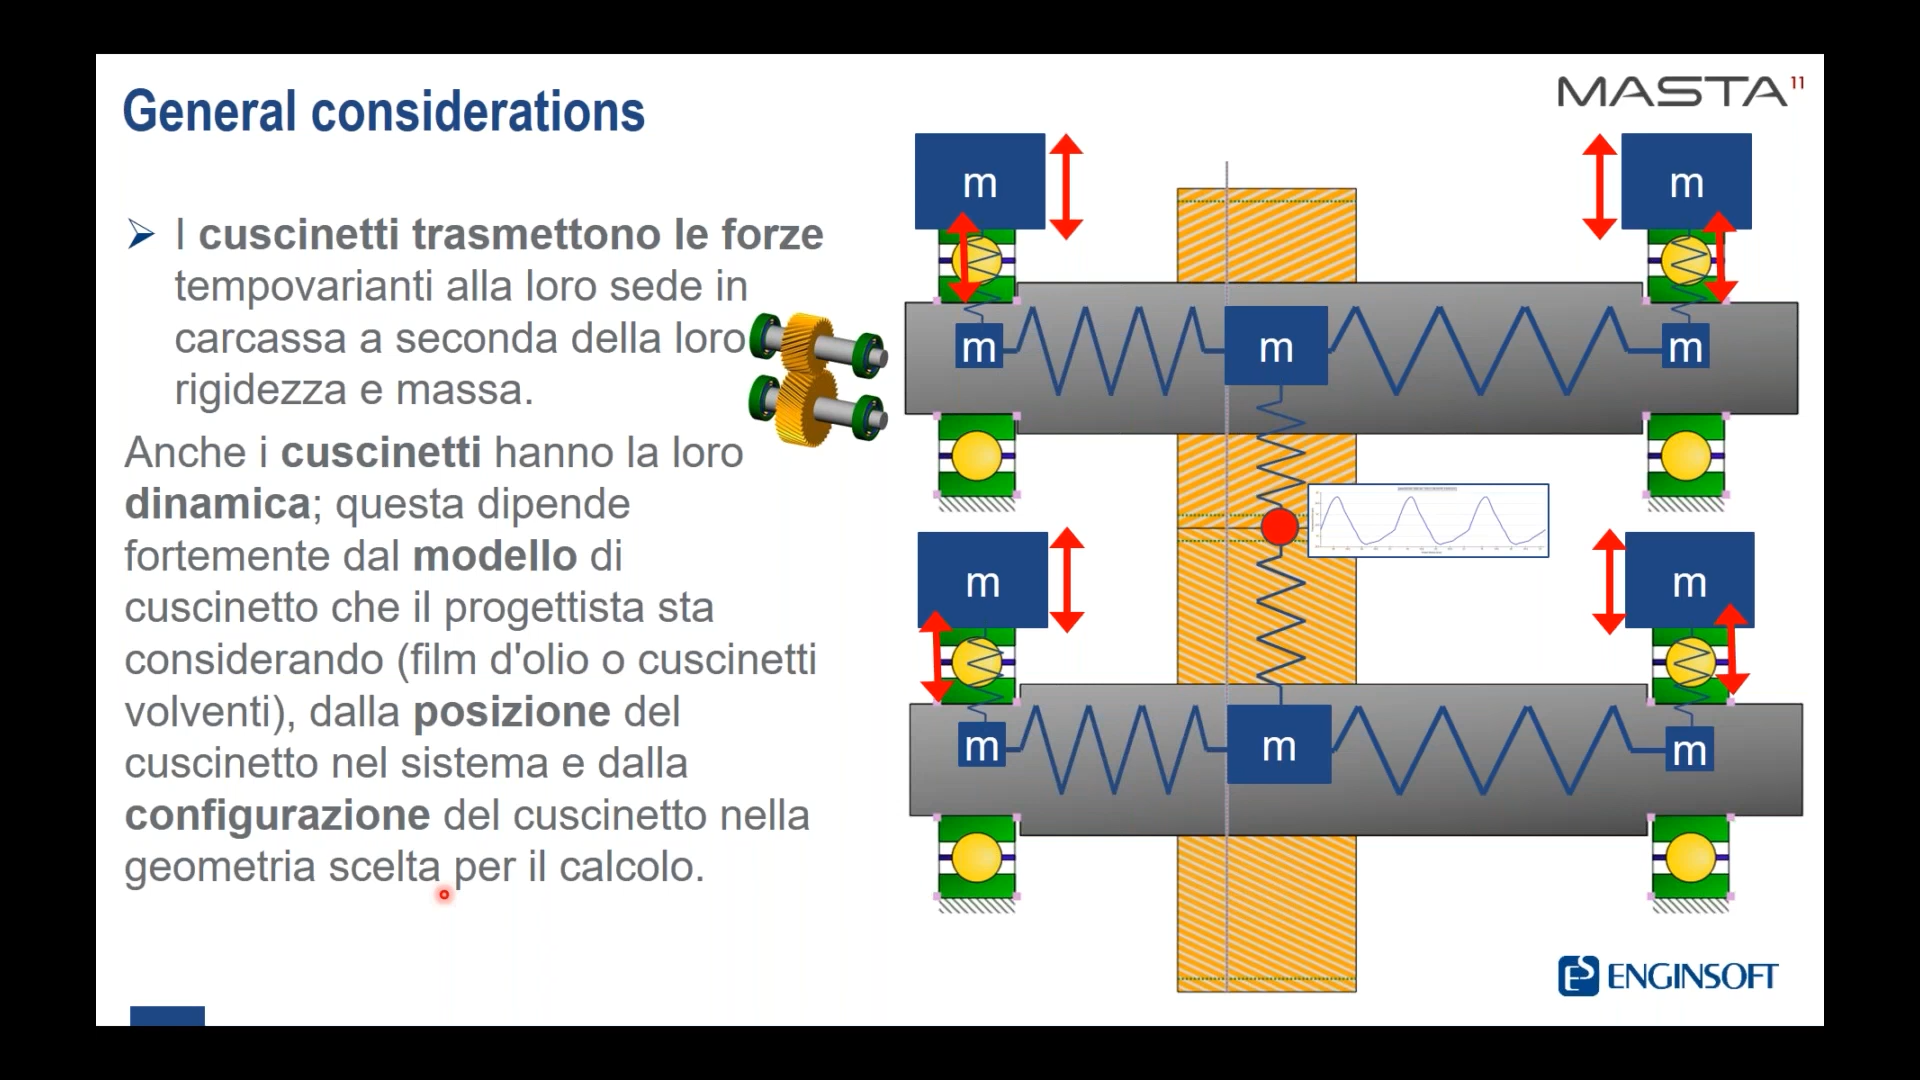 General considerations
MASTA 11
I cuscinetti trasmettono le forze
tempovarianti alla loro sede in
carcassa a seconda della loro
rigidezza e massa.
Anche i cuscinetti hanno la loro
dinamica; questa dipende
fortemente dal modello di
cuscinetto che il progettista sta
considerando (film d'olio o cuscinetti
volventi), dalla posizione del
cuscinetto nel sistema e dalla
configurazione del cuscinetto nella
geometria scelta per il calcolo.
m
m
m
m
m
m
m
m
m
m
ENGINSOFT